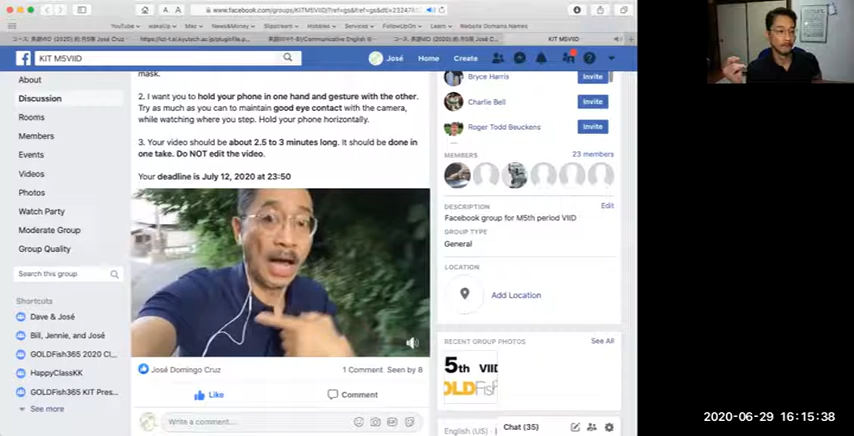 www.facebook.com/groups/KITM5VIID/
YouTube
Misc
News&Money
Slipstream
Hobbies
Services
FollowUpOn
Learn
Website Domains Names
KIT M5VIID
KIT M5VIID
José
Home
Create
About
Discussion
Rooms
Members
Events
Videos
Photos
Watch Party
Moderate Group
Group Quality
Search this group
Shortcuts
Dave & José
Bill, Jennie, and José
GOLDFish365 2020 Cl...
HappyClassKK
GOLDFish365 KIT Pres...
See more
mask.
2. I want you to hold your phone in one hand and gesture with the other.
Try as much as you can to maintain good eye contact with the camera,
while watching where you step. Hold your phone horizontally.
3. Your video should be about 2.5 to 3 minutes long. It should be done in
one take. Do NOT edit the video.
Your deadline is July 12, 2020 at 23:50
José Domingo Cruz
1 Comment Seen by 8
Like
Comment
Write a comment...
Bryce Harris
Invite
Charlie Bell
Invite
Roger Todd Beuckens
Invite
MEMBERS
23 members
DESCRIPTION
Edit
Facebook group for M5th period VIID
GROUP TYPE
General
LOCATION
Add Location
RECENT GROUP PHOTOS
See All
5th VIID
OLDFish
English (US)
Chat (35)
2020-06-29 16:15:38